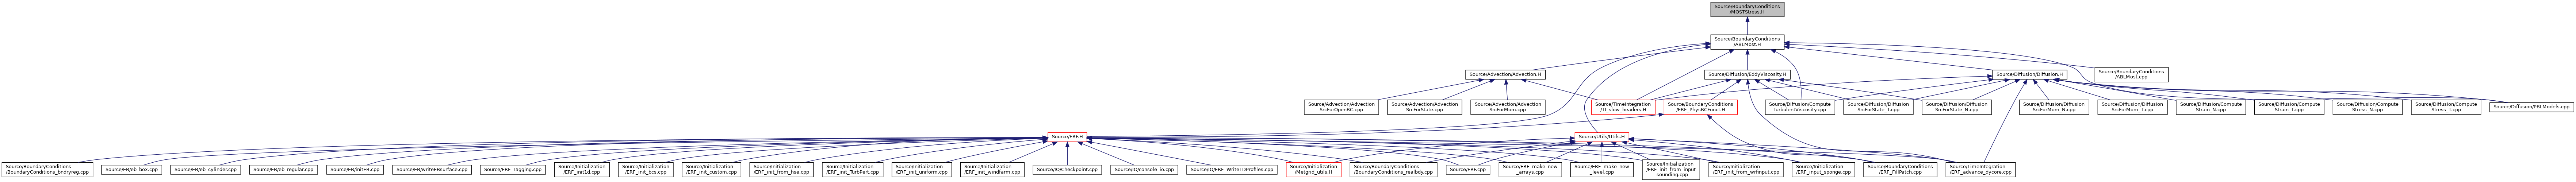 Source/BoundaryConditions
/MOSTStress.H
Source/BoundaryConditions
/ABLMost.H
Source/Advection/Advection.H
Source/Diffusion/EddyViscosity.H
Source/Diffusion/Diffusion.H
Source/BoundaryConditions
/ABLMost.cpp
Source/Advection/Advection
SrcForOpenBC.cpp
Source/Advection/Advection
SrcForState.cpp
Source/Advection/Advection
SrcForMom.cpp
Source/TimeIntegration
/TI_slow_headers.H
Source/BoundaryConditions
/ERF_PhysBCFunct.H
Source/Diffusion/Compute
TurbulentViscosity.cpp
Source/Diffusion/Diffusion
SrcForState_T.cpp
Source/Diffusion/Diffusion
SrcForState_N.cpp
Source/Diffusion/Diffusion
SrcForMom_N.cpp
Source/Diffusion/Diffusion
SrcForMom_T.cpp
Source/Diffusion/Compute
Strain_N.cpp
Source/Diffusion/Compute
Strain_T.cpp
Source/Diffusion/Compute
Stress_N.cpp
Source/Diffusion/Compute
Stress_T.cpp
Source/Diffusion/PBLModels.cpp
Source/ERF.H
Source/Utils/Utils.H
Source/BoundaryConditions
/BoundaryConditions_bndryreg.cpp
Source/EB/eb_box.cpp
Source/EB/eb_cylinder.cpp
Source/EB/eb_regular.cpp
Source/EB/initEB.cpp
Source/EB/writeEBsurface.cpp
Source/ERF_Tagging.cpp
Source/Initialization
/ERF_init1d.cpp
Source/Initialization
/ERF_init_bcs.cpp
Source/Initialization
/ERF_init_custom.cpp
Source/Initialization
/ERF_init_from_hse.cpp
Source/Initialization
/ERF_init_TurbPert.cpp
Source/Initialization
/ERF_init_uniform.cpp
Source/Initialization
/ERF_init_windfarm.cpp
Source/IO/Checkpoint.cpp
Source/IO/console_io.cpp
Source/IO/ERF_Write1DProfiles.cpp
Source/Initialization
/Metgrid_utils.H
Source/BoundaryConditions
/BoundaryConditions_realbdy.cpp
Source/ERF.cpp
Source/ERF_make_new
_arrays.cpp
Source/ERF_make_new
_level.cpp
Source/Initialization
/ERF_init_from_input
_sounding.cpp
Source/Initialization
/ERF_init_from_wrfinput.cpp
Source/Initialization
/ERF_input_sponge.cpp
Source/BoundaryConditions
/ERF_FillPatch.cpp
Source/TimeIntegration
/ERF_advance_dycore.cpp